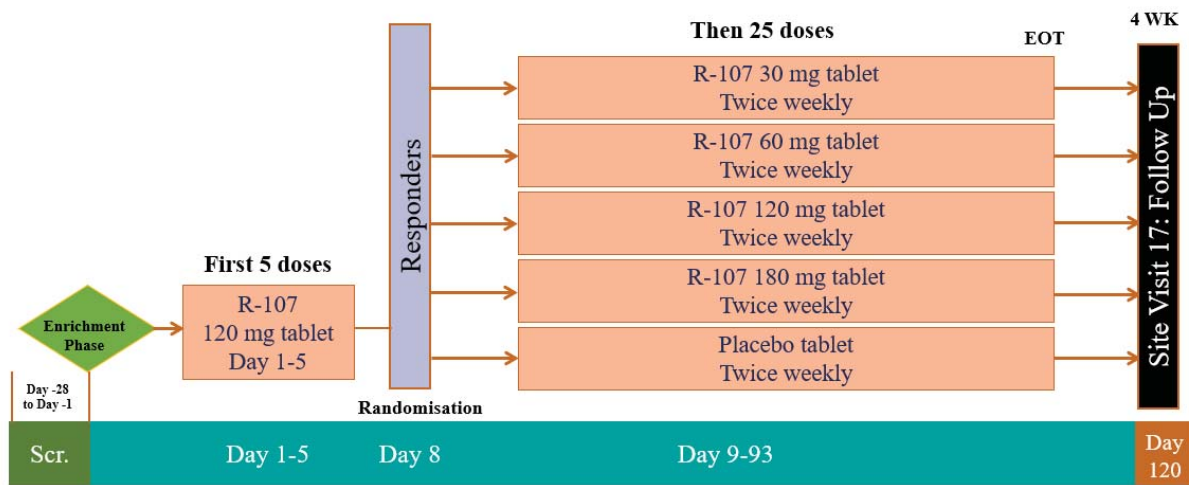 Enrichment
Phase
Day -28
to Day -1
First 5 doses
R-107
120 mg tablet
Day 1-5
Responders
Randomisation
Then 25 doses
EOT
R-107 30 mg tablet
Twice weekly
R-107 60 mg tablet
Twice weekly
R-107 120 mg tablet
Twice weekly
R-107 180 mg tablet
Twice weekly
Placebo tablet
Twice weekly
4 WK
Site Visit 17: Follow Up
Scr.
Day 1-5
Day 8
Day 9-93
Day
120